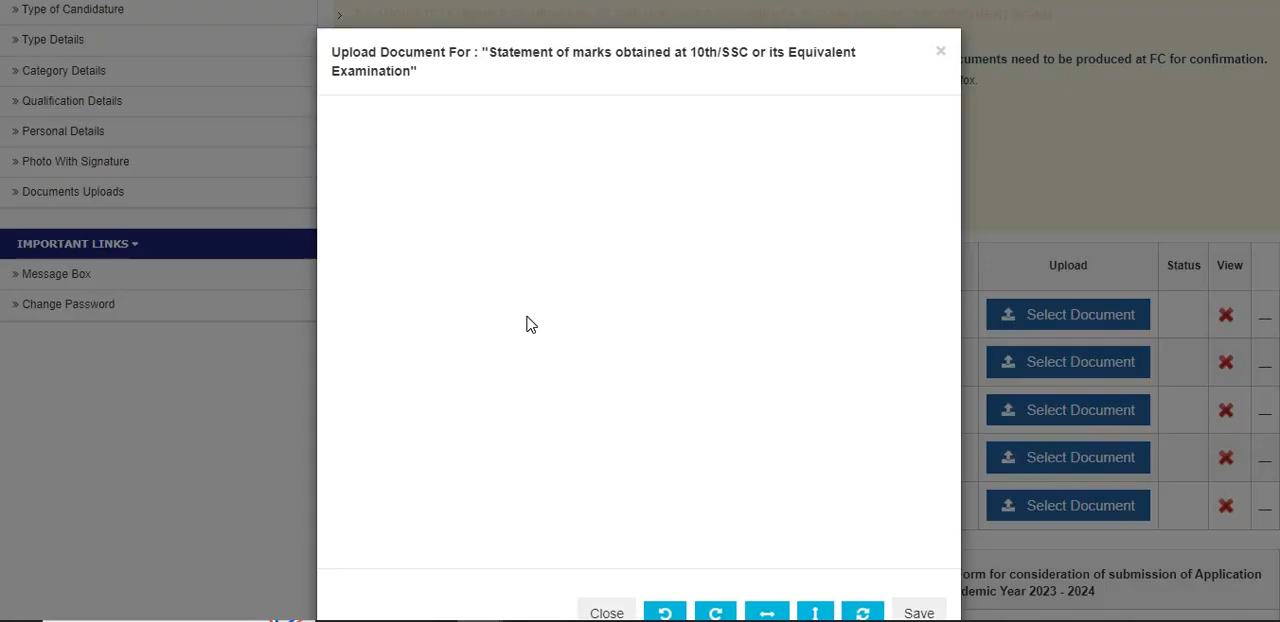 » Type of Candidature
» Type Details
» Category Details
» Qualification Details
» Personal Details
» Photo With Signature
» Documents Uploads
IMPORTANT LINKS
» Message Box
» Change Password
Upload Document For : "Statement of marks obtained at 10th/SSC or its Equivalent
Examination"
×
Close
Save
cuments need to be produced at FC for confirmation.
Upload Status View
Select Document
Select Document
Select Document
Select Document
Select Document
orm for consideration of submission of Application
demic Year 2023 - 2024